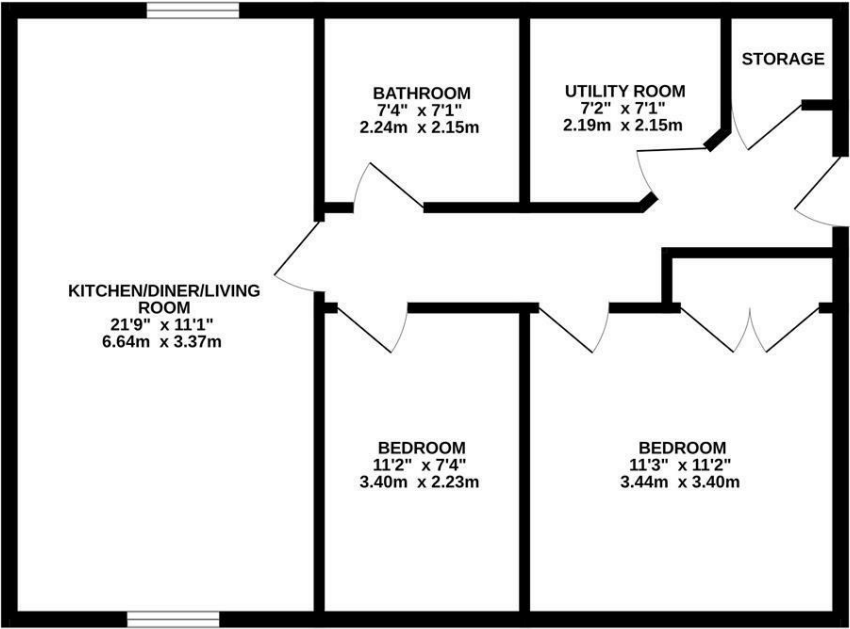 STORAGE
BATHROOM
7'4" x 7'1"
2.24m x 2.15m
UTILITY ROOM
7'2" x 7'1"
2.19m x 2.15m
KITCHEN/DINER/LIVING
ROOM
21'9" x 11'1"
6.64m x 3.37m
BEDROOM
11'2" x 7'4"
3.40m x 2.23m
BEDROOM
11'3" x 11'2"
3.44m x 3.40m